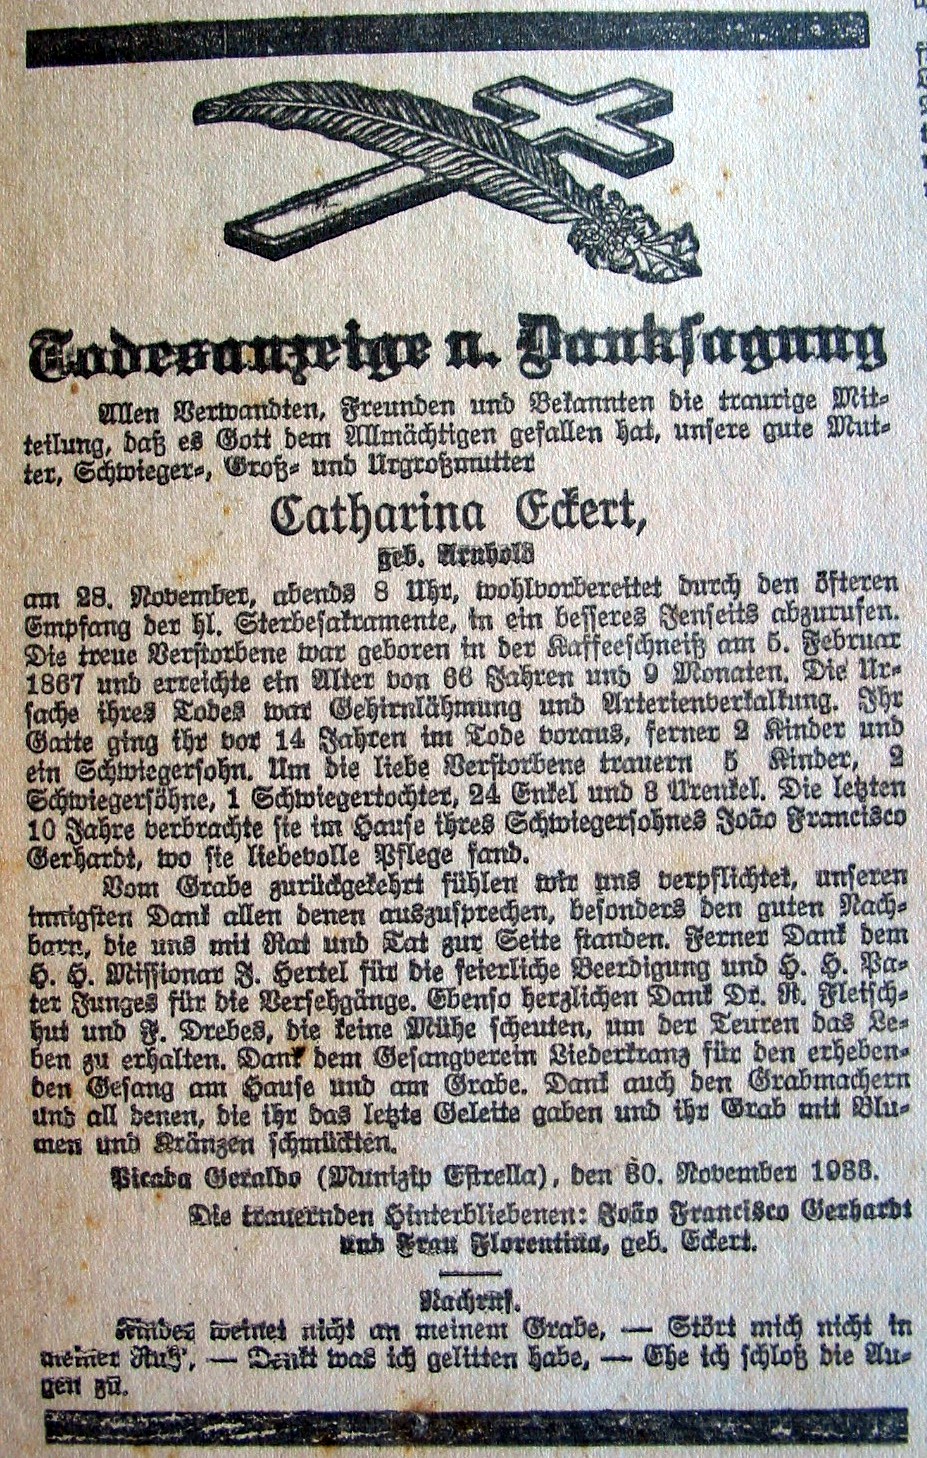 Todesanzeige u. Danksagung
Allen Verwandten, Freunden und Bekannten die traurige Mit-
teilung, daß es Gott dem Allmächtigen gefallen hat, unsere gute Mut-
ter, Schwieger-, Groß- und Urgroßmutter
Catharina Eckert,
geb. Arnhold
am 28. November, abends 8 Uhr, wohlvorbereitet durch den öfteren
Empfang der hl. Sterbesakramente, in ein besseres Jenseits abzurufen.
Die treue Verstorbene war geboren in der Kaffeeschneiß am 5. Februar
1867 und erreichte ein Alter von 66 Jahren und 9 Monaten. Die Ur-
sache ihres Todes war Gehirnlähmung und Arterienverkalkung. Ihr
Gatte ging ihr vor 14 Jahren im Tode voraus, ferner 2 Kinder und
ein Schwiegersohn. Um die liebe Verstorbene trauern 5 Kinder, 2
Schwiegersöhne, 1 Schwiegertochter, 24 Enkel und 3 Urenkel. Die letzten
10 Jahre verbrachte sie im Hause ihres Schwiegersohnes João Francisco
Gerhardt, wo sie liebevolle Pflege fand.
Vom Grabe zurückgekehrt fühlen wir uns verpflichtet, unseren
innigsten Dank allen denen auszusprechen, besonders den guten Nach-
barn, die uns mit Rat und Tat zur Seite standen. Ferner Dank dem
H. H. Missionar J. Hertel für die feierliche Beerdigung und H. H. Pa-
ter Junges für die Versehgänge. Ebenso herzlichen Dank Dr. R. Fleisch-
hut und F. Drebes, die keine Mühe scheuten, um der Teuren das Le-
ben zu erhalten. Dank dem Gesangverein Liederkranz für den erheben-
den Gesang am Hause und am Grabe. Dank auch den Grabmachern
und all denen, die ihr das letzte Geleite gaben und ihr Grab mit Blu-
men und Kränzen schmückten.
Picada Geraldo (Munizip Estrella), den 30. November 1933.
Die trauernden Hinterbliebenen: João Francisco Gerhardt
und Frau Florentina, geb. Eckert.
Nachruf.
Kinder weinet nicht an meinem Grabe, — Stört mich nicht in
meiner Ruh', — Denkt was ich gelitten habe, — Ehe ich schloß die Au-
gen zu.